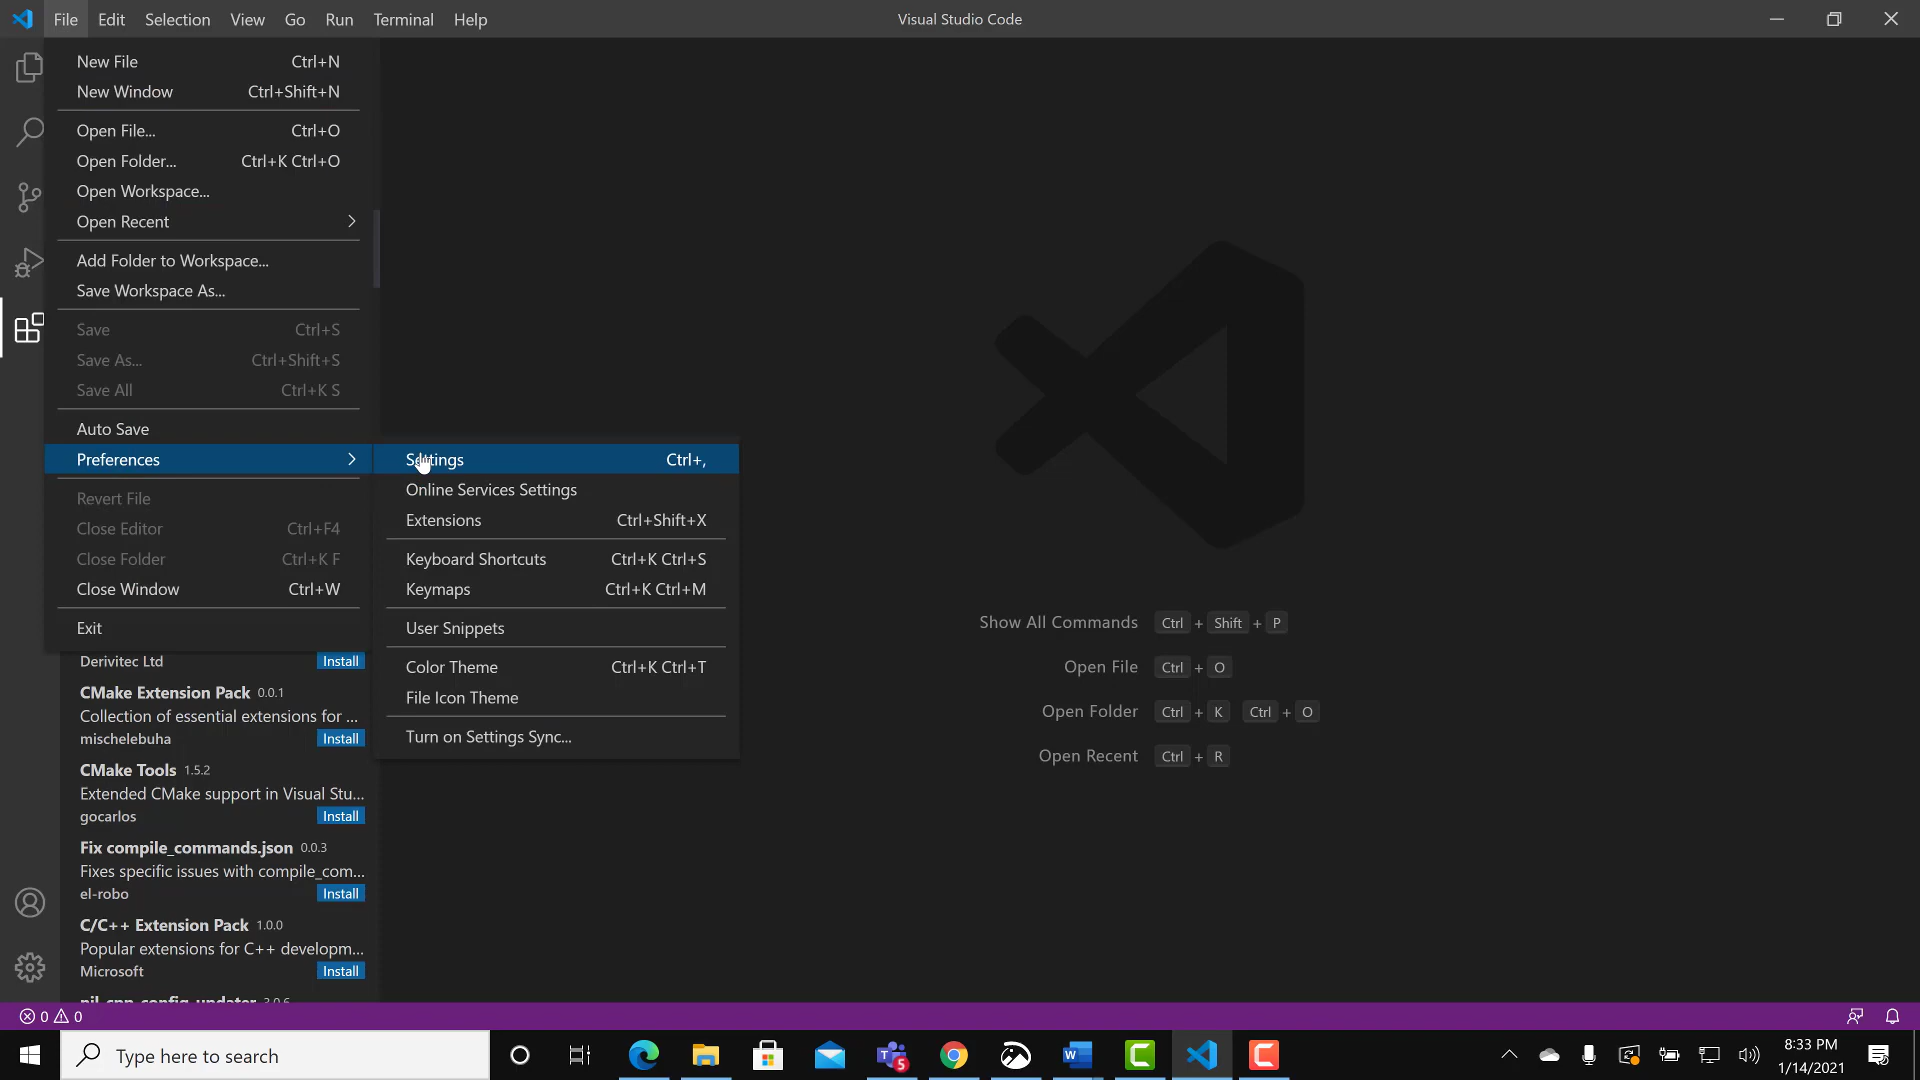 File Edit Selection View Go Run Terminal Help
Visual Studio Code
New File Ctrl+N
New Window Ctrl+Shift+N
Open File... Ctrl+O
Open Folder... Ctrl+K Ctrl+O
Open Workspace...
Open Recent
Add Folder to Workspace...
Save Workspace As...
Save Ctrl+S
Save As... Ctrl+Shift+S
Save All Ctrl+K S
Auto Save
Preferences
Revert File
Close Editor Ctrl+F4
Close Folder Ctrl+K F
Close Window Ctrl+W
Exit
Settings Ctrl+,
Online Services Settings
Extensions Ctrl+Shift+X
Keyboard Shortcuts Ctrl+K Ctrl+S
Keymaps Ctrl+K Ctrl+M
User Snippets
Color Theme Ctrl+K Ctrl+T
File Icon Theme
Turn on Settings Sync...
Derivitec Ltd Install
CMake Extension Pack 0.0.1
Collection of essential extensions for ...
mischelebuha Install
CMake Tools 1.5.2
Extended CMake support in Visual Stu...
gocarlos Install
Fix compile_commands.json 0.0.3
Fixes specific issues with compile_com...
el-robo Install
C/C++ Extension Pack 1.0.0
Popular extensions for C++ developm...
Microsoft Install
Show All Commands Ctrl + Shift + P
Open File Ctrl + O
Open Folder Ctrl + K Ctrl + O
Open Recent Ctrl + R
0 0
Type here to search
5
8:33 PM
1/14/2021